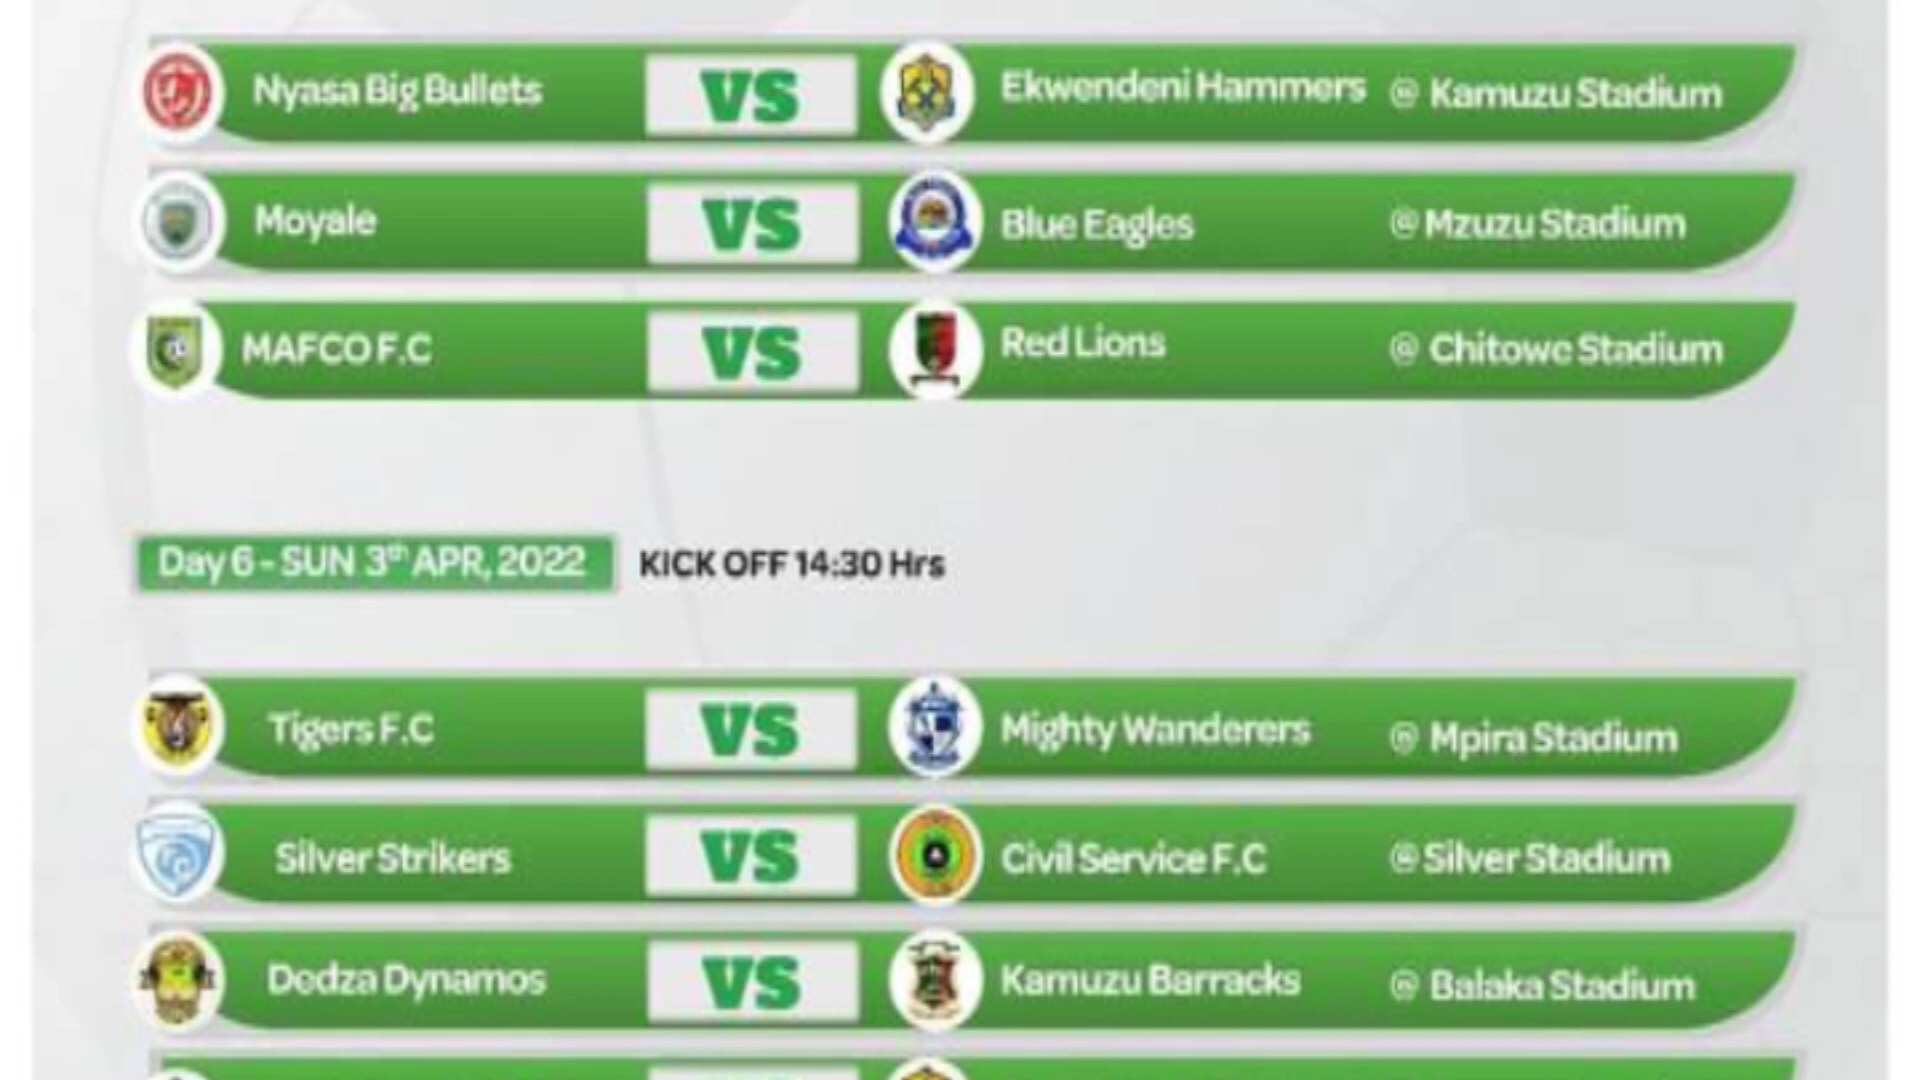 Nyasa Big Bullets VS Ekwendeni Hammers @ Kamuzu Stadium
Moyale VS Blue Eagles @ Mzuzu Stadium
MAFCO F.C VS Red Lions @ Chitowe Stadium
Day 6 - SUN 3th APR, 2022 KICK OFF 14:30 Hrs
Tigers F.C VS Mighty Wanderers @ Mpira Stadium
Silver Strikers VS Civil Service F.C @ Silver Stadium
Dedza Dynamos VS Kamuzu Barracks @ Balaka Stadium